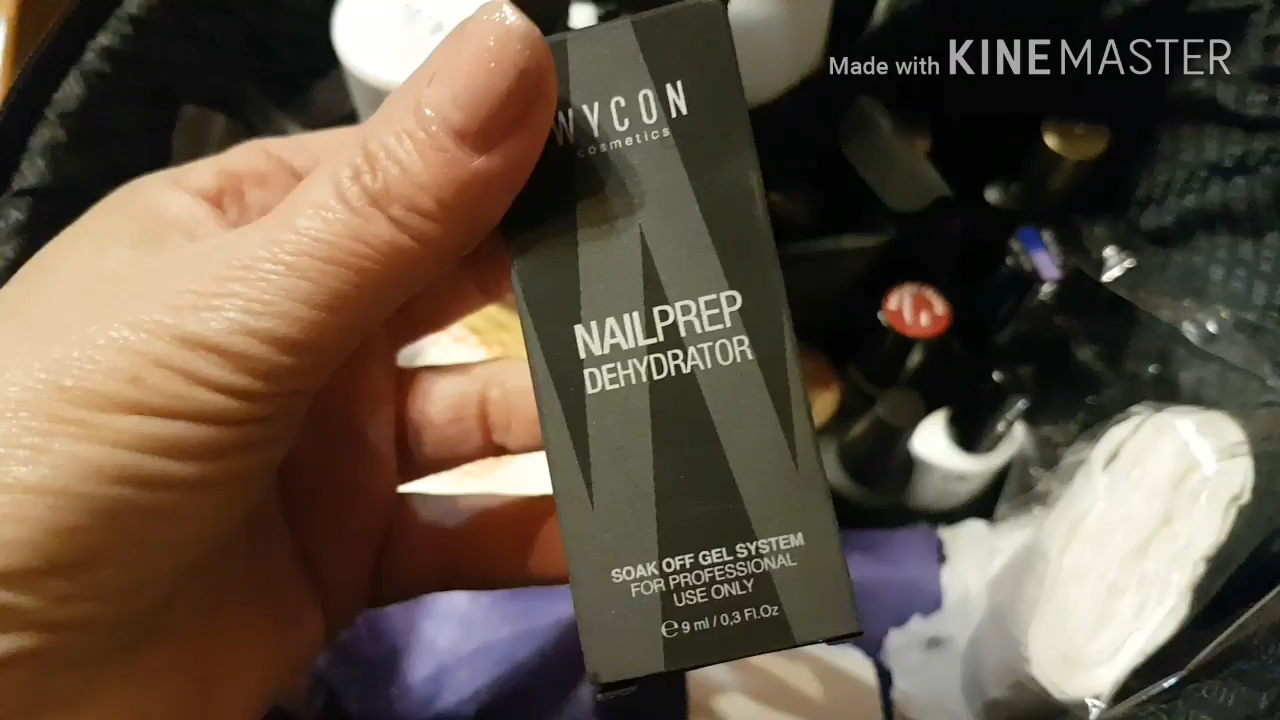 Made with KINEMASTER
WYCON
cosmetics
NAILPREP
DEHYDRATOR
SOAK OFF GEL SYSTEM
FOR PROFESSIONAL
USE ONLY
℮ 9 ml / 0,3 Fl.Oz